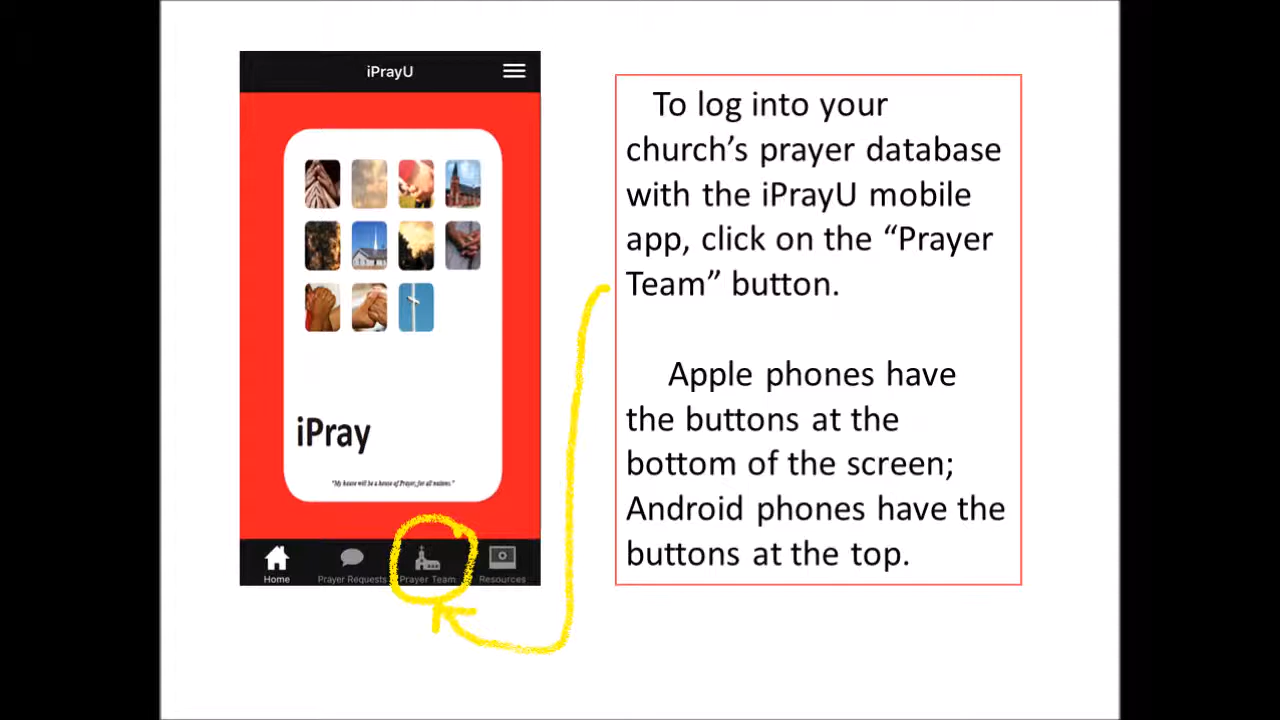 iPrayU
iPray
"My house will be a house of Prayer, for all nations."
Home
Prayer Requests
Prayer Team
Resources
To log into your
church’s prayer database
with the iPrayU mobile
app, click on the “Prayer
Team” button.
Apple phones have
the buttons at the
bottom of the screen;
Android phones have the
buttons at the top.